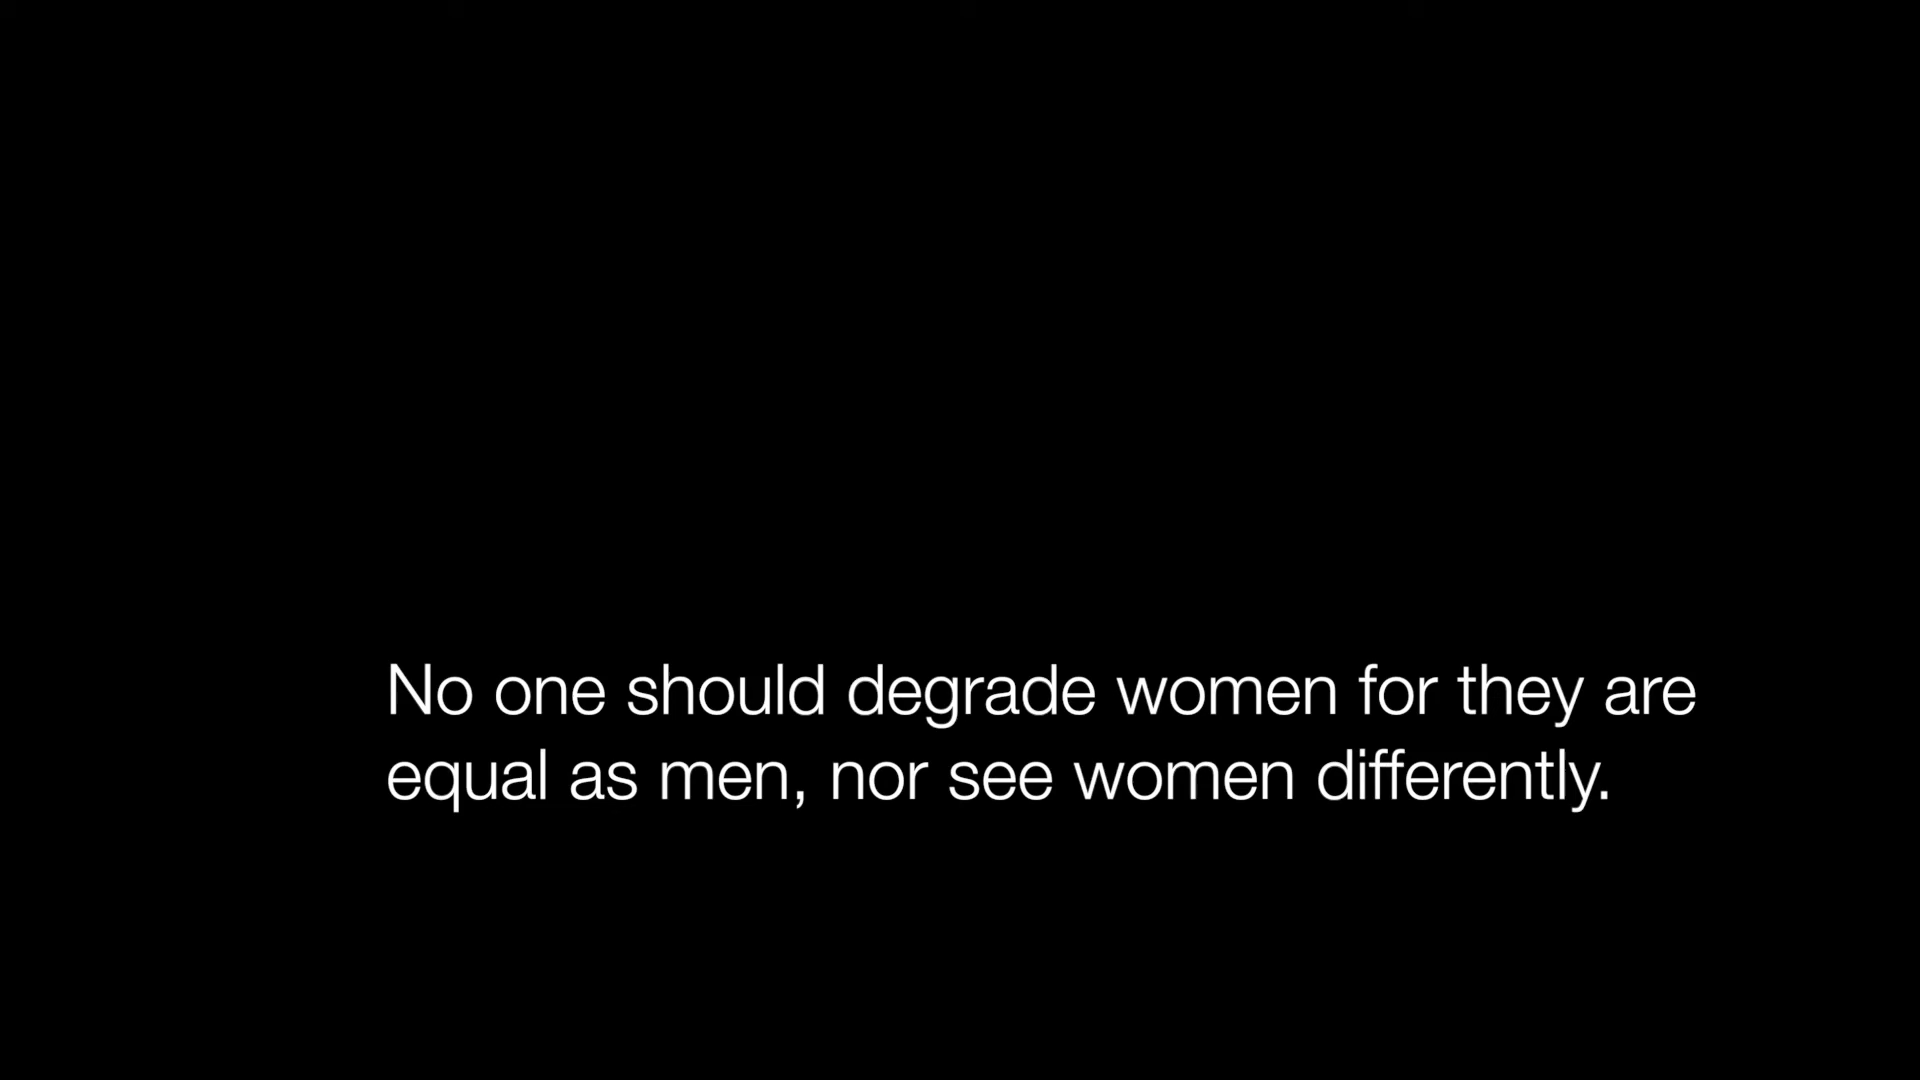 No one should degrade women for they are
equal as men, nor see women differently.